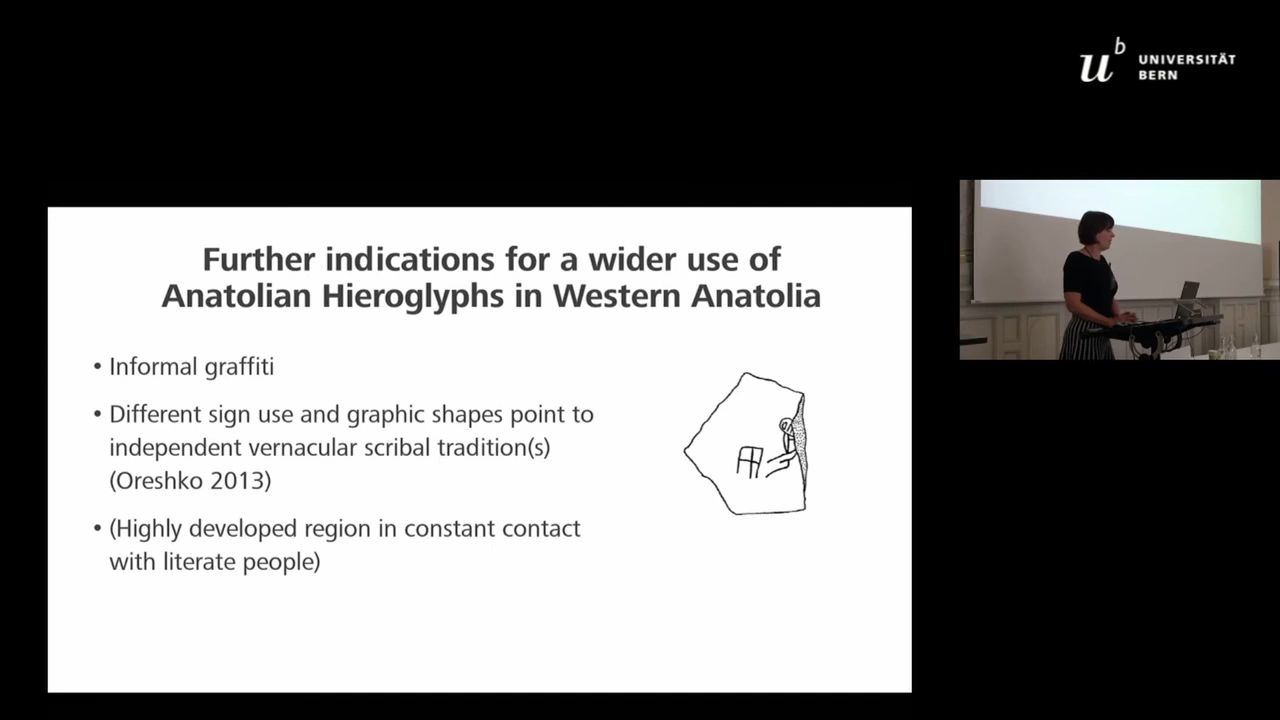 u
b
UNIVERSITÄT
BERN
Further indications for a wider use of
Anatolian Hieroglyphs in Western Anatolia
• Informal graffiti
• Different sign use and graphic shapes point to
independent vernacular scribal tradition(s)
(Oreshko 2013)
• (Highly developed region in constant contact
with literate people)